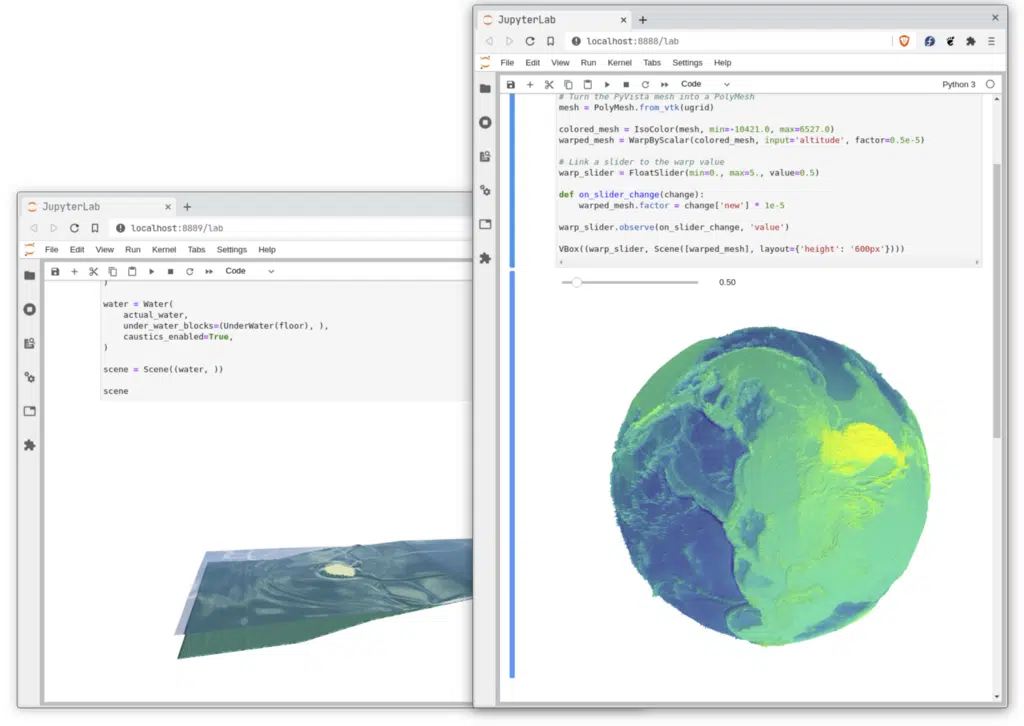 JupyterLab × +
localhost:8888/lab
File Edit View Run Kernel Tabs Settings Help
Code
Python 3
# Turn the PyVista mesh into a PolyMesh
mesh = PolyMesh.from_vtk(ugrid)
colored_mesh = IsoColor(mesh, min=-10421.0, max=6527.0)
warped_mesh = WarpByScalar(colored_mesh, input='altitude', factor=0.5e-5)
# Link a slider to the warp value
warp_slider = FloatSlider(min=0., max=5., value=0.5)
def on_slider_change(change):
    warped_mesh.factor = change['new'] * 1e-5
warp_slider.observe(on_slider_change, 'value')
VBox((warp_slider, Scene([warped_mesh], layout={'height': '600px'})))
0.50
JupyterLab × +
localhost:8889/lab
File Edit View Run Kernel Tabs Settings Help
Code
)
water = Water(
    actual_water,
    under_water_blocks=(UnderWater(floor), ),
    caustics_enabled=True,
)
scene = Scene((water, ))
scene